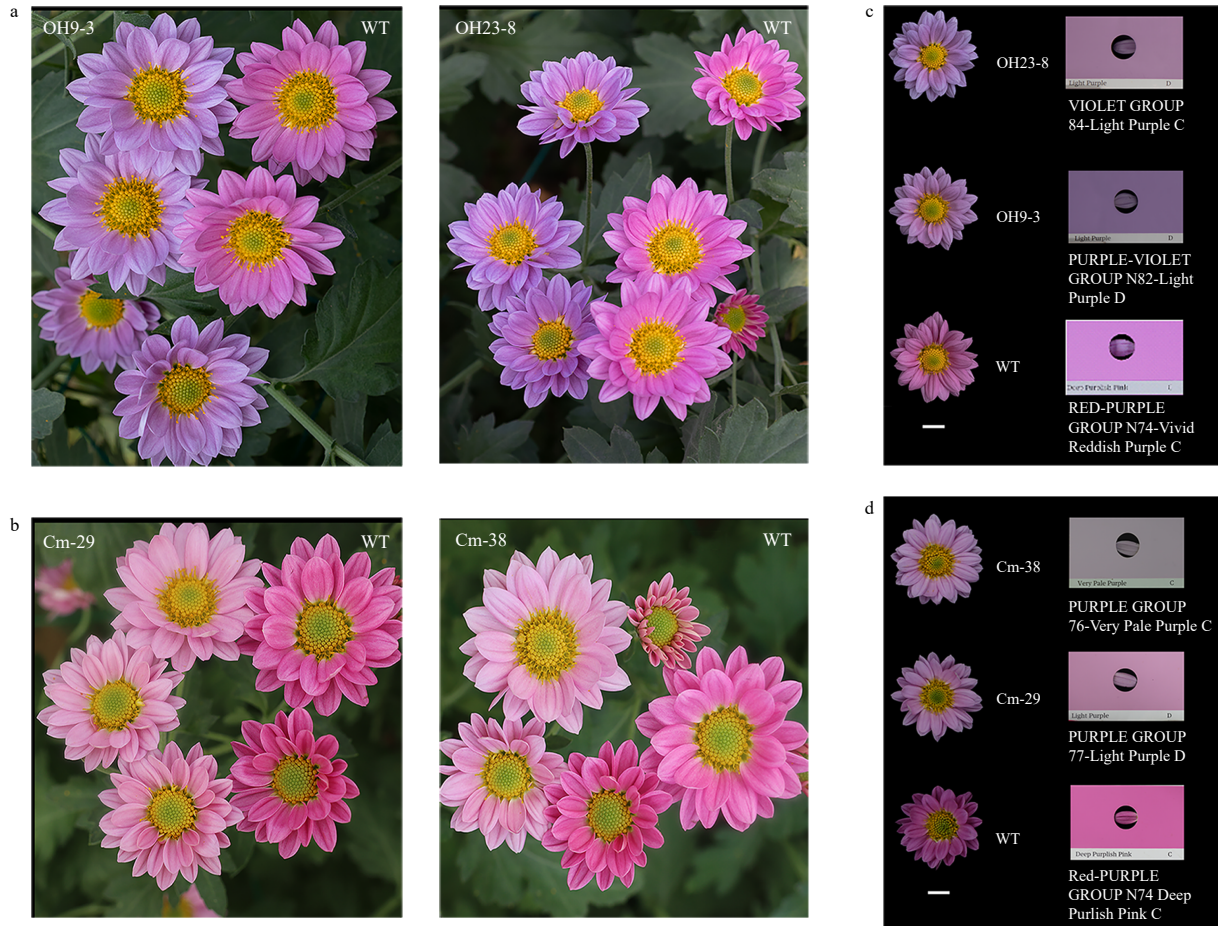 a
OH9-3
WT
OH23-8
WT
c
OH23-8
Light Purple
D
VIOLET GROUP
84-Light Purple C
OH9-3
Light Purple
D
PURPLE-VIOLET
GROUP N82-Light
Purple D
WT
Deep Purplish Pink
C
RED-PURPLE
GROUP N74-Vivid
Reddish Purple C
b
Cm-29
WT
Cm-38
WT
d
Cm-38
Very Pale Purple
C
PURPLE GROUP
76-Very Pale Purple C
Cm-29
Light Purple
D
PURPLE GROUP
77-Light Purple D
WT
Deep Purplish Pink
C
Red-PURPLE
GROUP N74 Deep
Purlish Pink C